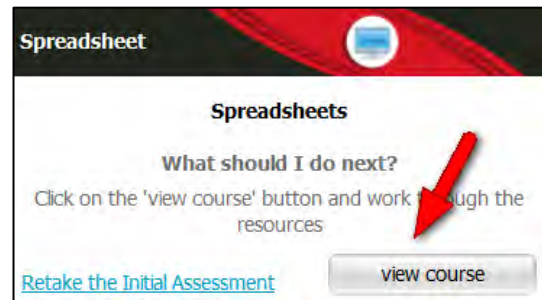 Spreadsheet
Spreadsheets
What should I do next?
Click on the 'view course' button and work through the
resources
Retake the Initial Assessment
view course